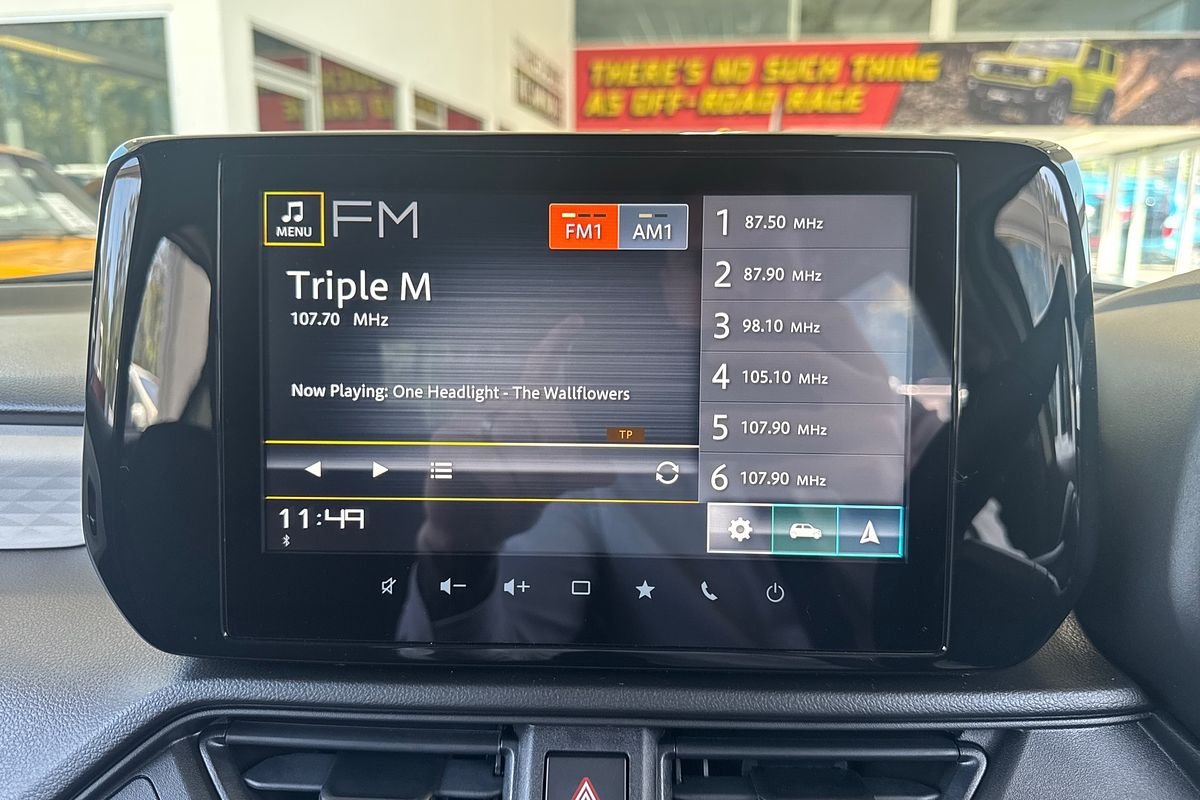 THERE'S NO SUCH THING
AS OFF-ROAD RAGE
MENU
FM
FM1
AM1
Triple M
107.70 MHz
Now Playing: One Headlight - The Wallflowers
TP
11:49
1 87.50 MHz
2 87.90 MHz
3 98.10 MHz
4 105.10 MHz
5 107.90 MHz
6 107.90 MHz